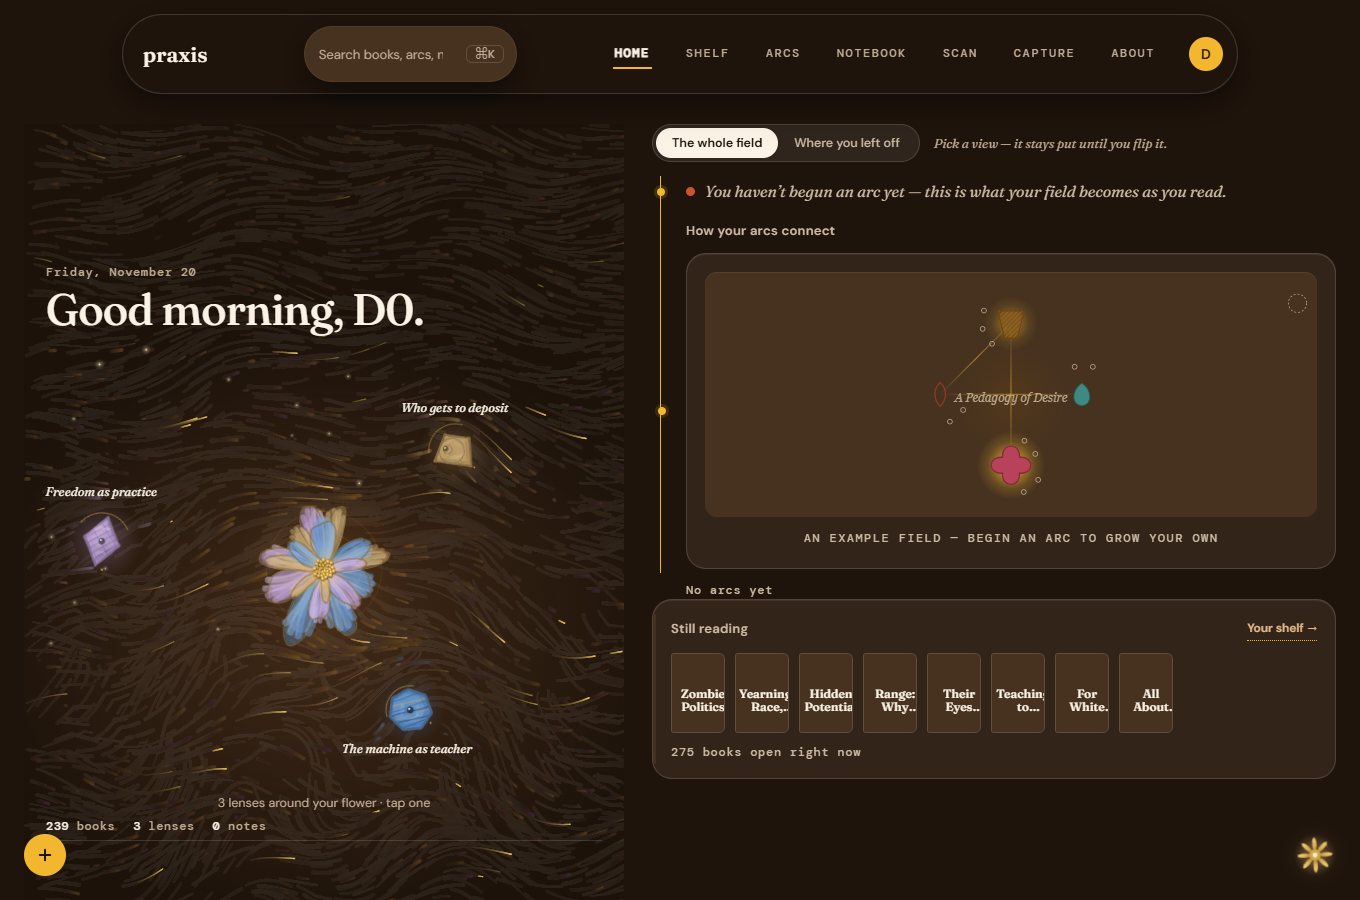 praxis
Search books, arcs, n
⌘K
HOME
SHELF
ARCS
NOTEBOOK
SCAN
CAPTURE
ABOUT
D
Friday, November 20
Good morning, D0.
Who gets to deposit
Freedom as practice
The machine as teacher
3 lenses around your flower · tap one
239 books 3 lenses 0 notes
+
The whole field
Where you left off
Pick a view — it stays put until you flip it.
You haven’t begun an arc yet — this is what your field becomes as you read.
How your arcs connect
A Pedagogy of Desire
AN EXAMPLE FIELD — BEGIN AN ARC TO GROW YOUR OWN
No arcs yet
Still reading
Your shelf →
Zombie
Politics
Yearning
Race,..
Hidden
Potentia
Range:
Why..
Their
Eyes..
Teaching
to...
For
White.
All
About.
275 books open right now